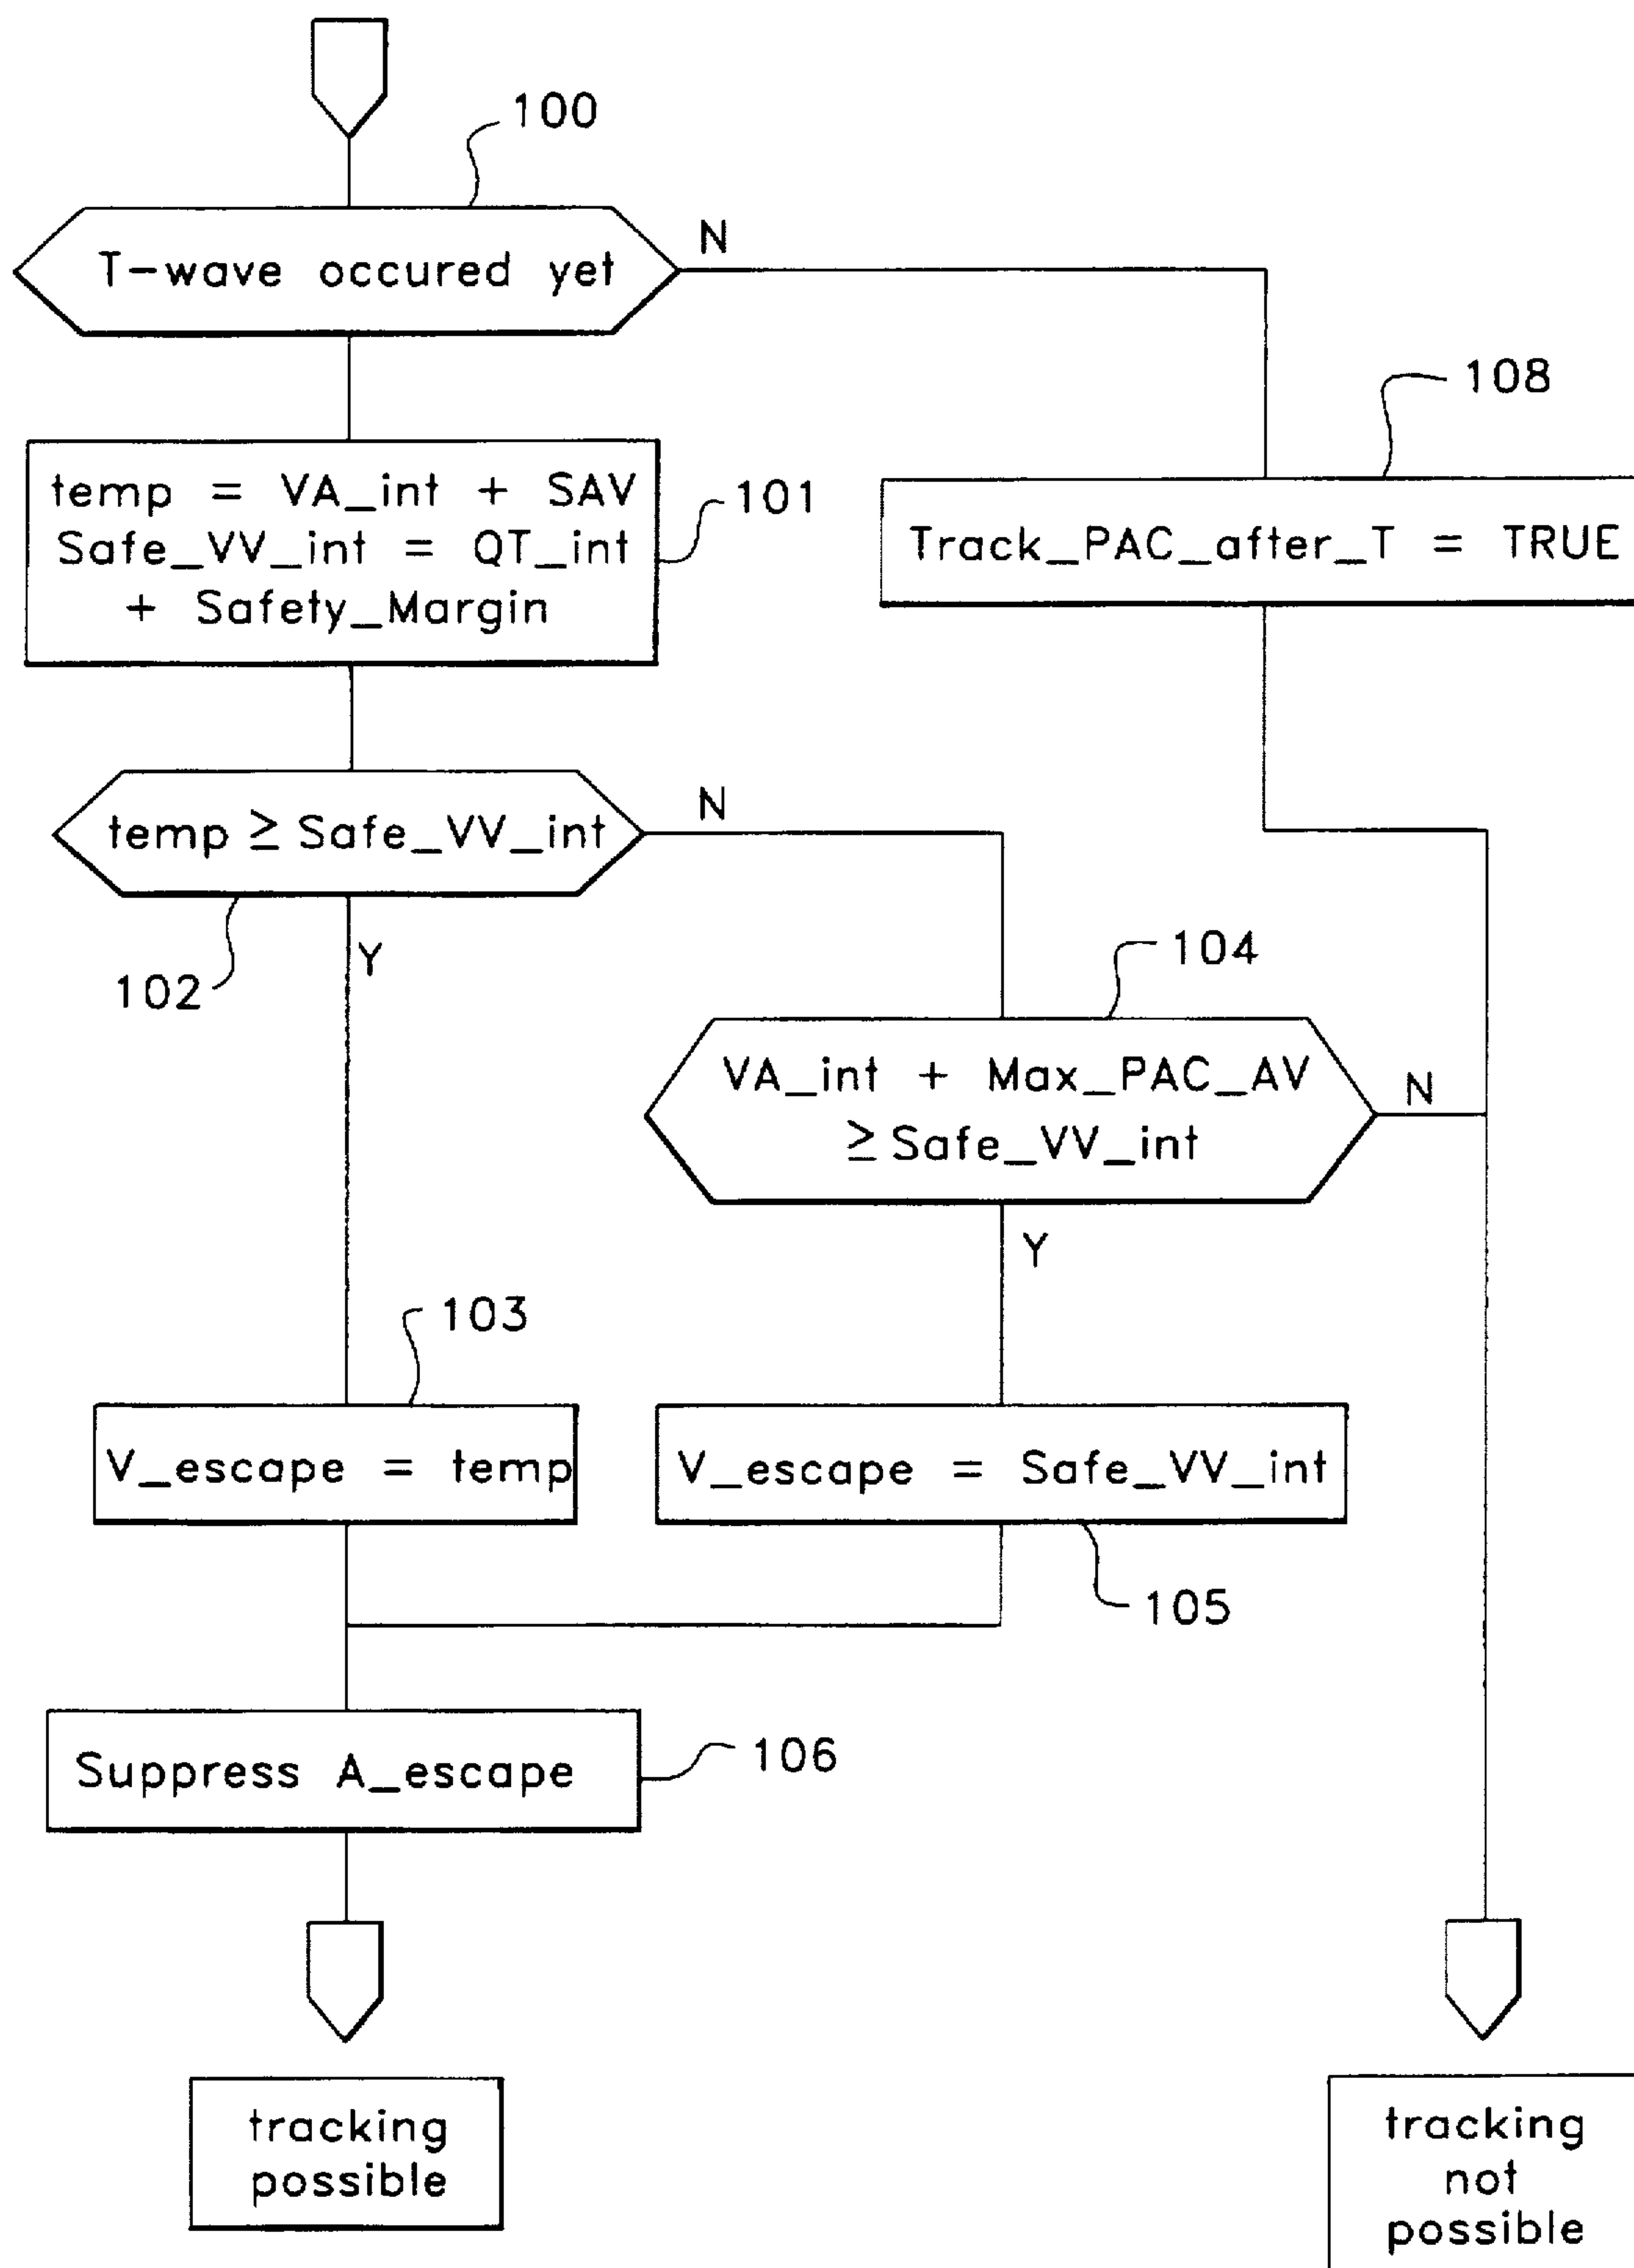 100
T-wave occured yet
N
108
temp = VA_int + SAV
Safe_VV_int = QT_int
+ Safety_Margin
101
Track_PAC_after_T = TRUE
temp ≥ Safe_VV_int
N
102
Y
104
VA_int + Max_PAC_AV
≥ Safe_VV_int
N
Y
103
V_escape = temp
V_escape = Safe_VV_int
105
Suppress A_escape
106
tracking
possible
tracking
not
possible